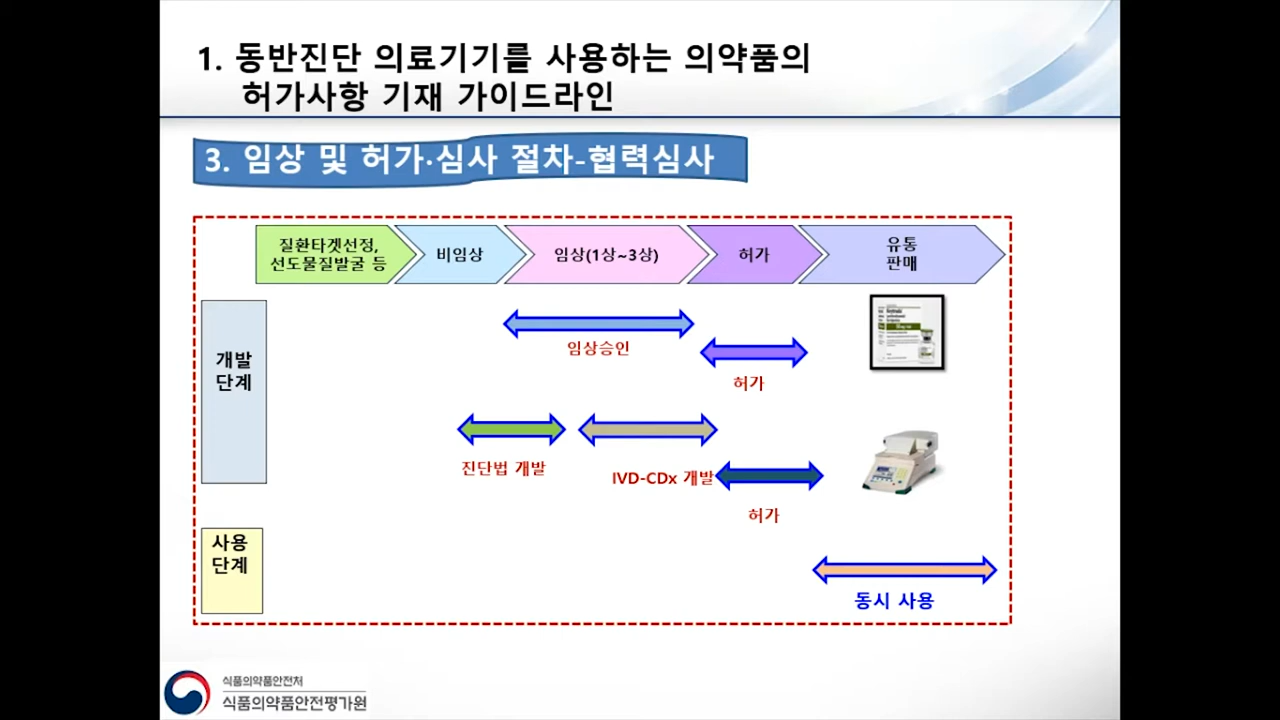 1. 동반진단 의료기기를 사용하는 의약품의
허가사항 기재 가이드라인
3. 임상 및 허가·심사 절차-협력심사
질환타겟선정,
선도물질발굴 등
비임상
임상(1상~3상)
허가
유통
판매
개발
단계
임상승인
허가
진단법 개발
IVD-CDx 개발
허가
사용
단계
동시 사용
식품의약품안전처
식품의약품안전평가원